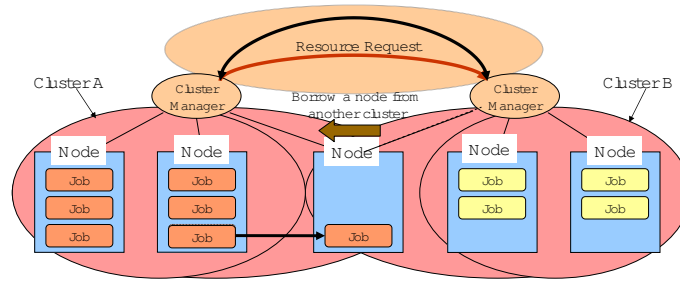 Resource Request
Cluster A
Cluster B
Cluster
Manager
Cluster
Manager
Borrow a node from
another cluster
Node
Node
Node
Node
Node
Job
Job
Job
Job
Job
Job
Job
Job
Job
Job
Job
Job